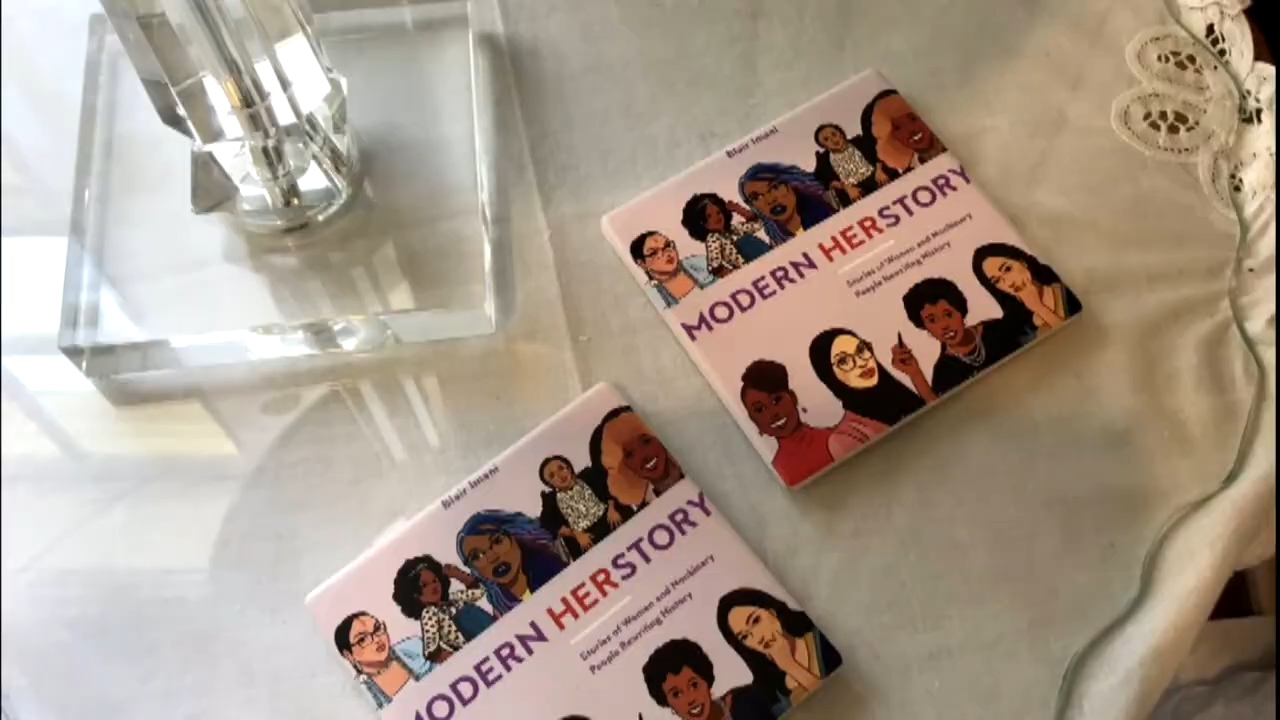 Blair Imani
MODERN HERSTORY
Stories of Women and Nonbinary
People Rewriting History
Blair Imani
MODERN HERSTORY
Stories of Women and Nonbinary
People Rewriting History